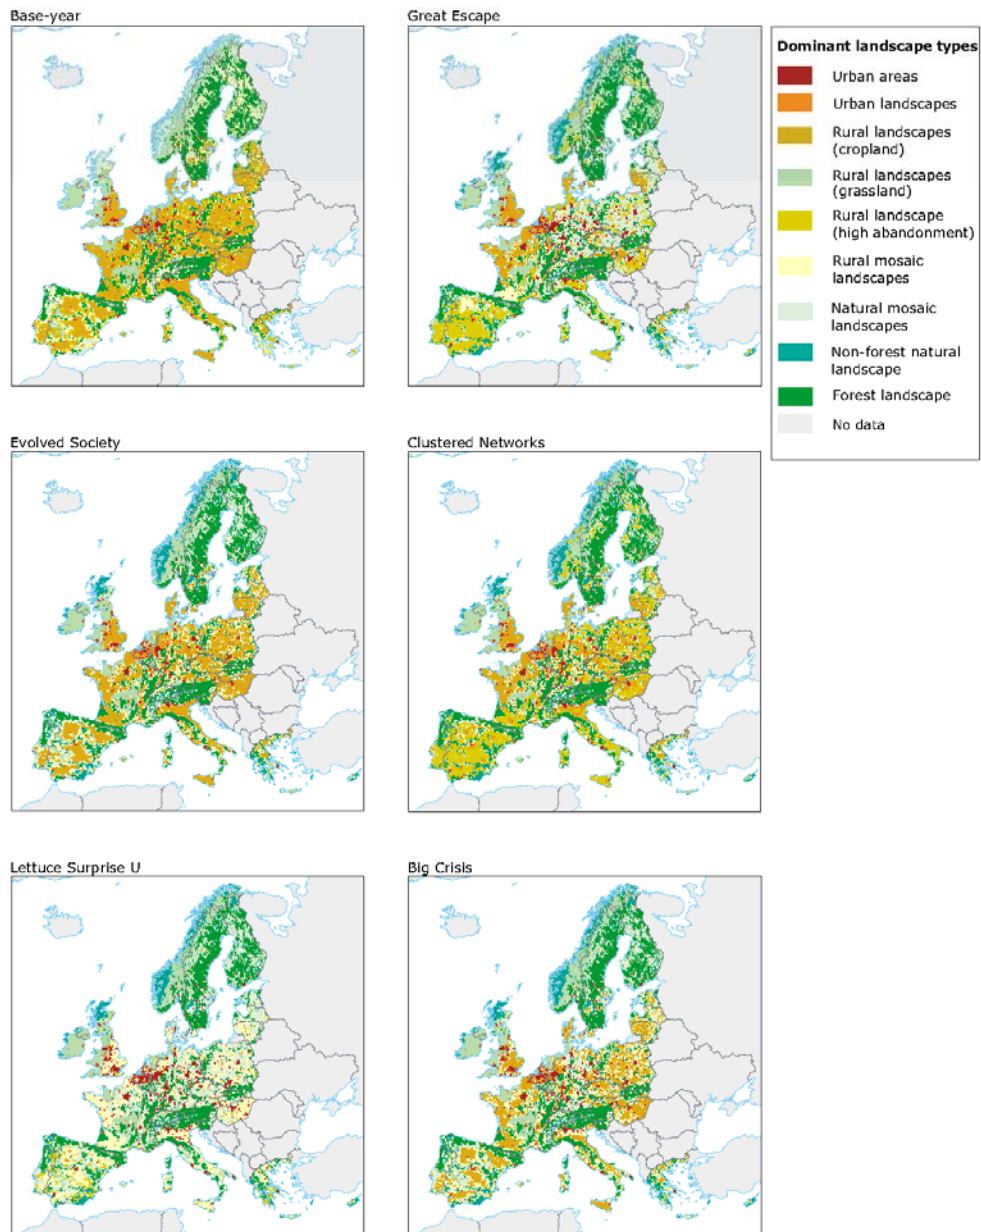 Base-year
Great Escape
Dominant landscape types
Urban areas
Urban landscapes
Rural landscapes
(cropland)
Rural landscapes
(grassland)
Rural landscape
(high abandonment)
Rural mosaic
landscapes
Natural mosaic
landscapes
Non-forest natural
landscape
Forest landscape
No data
Evolved Society
Clustered Networks
Lettuce Surprise U
Big Crisis